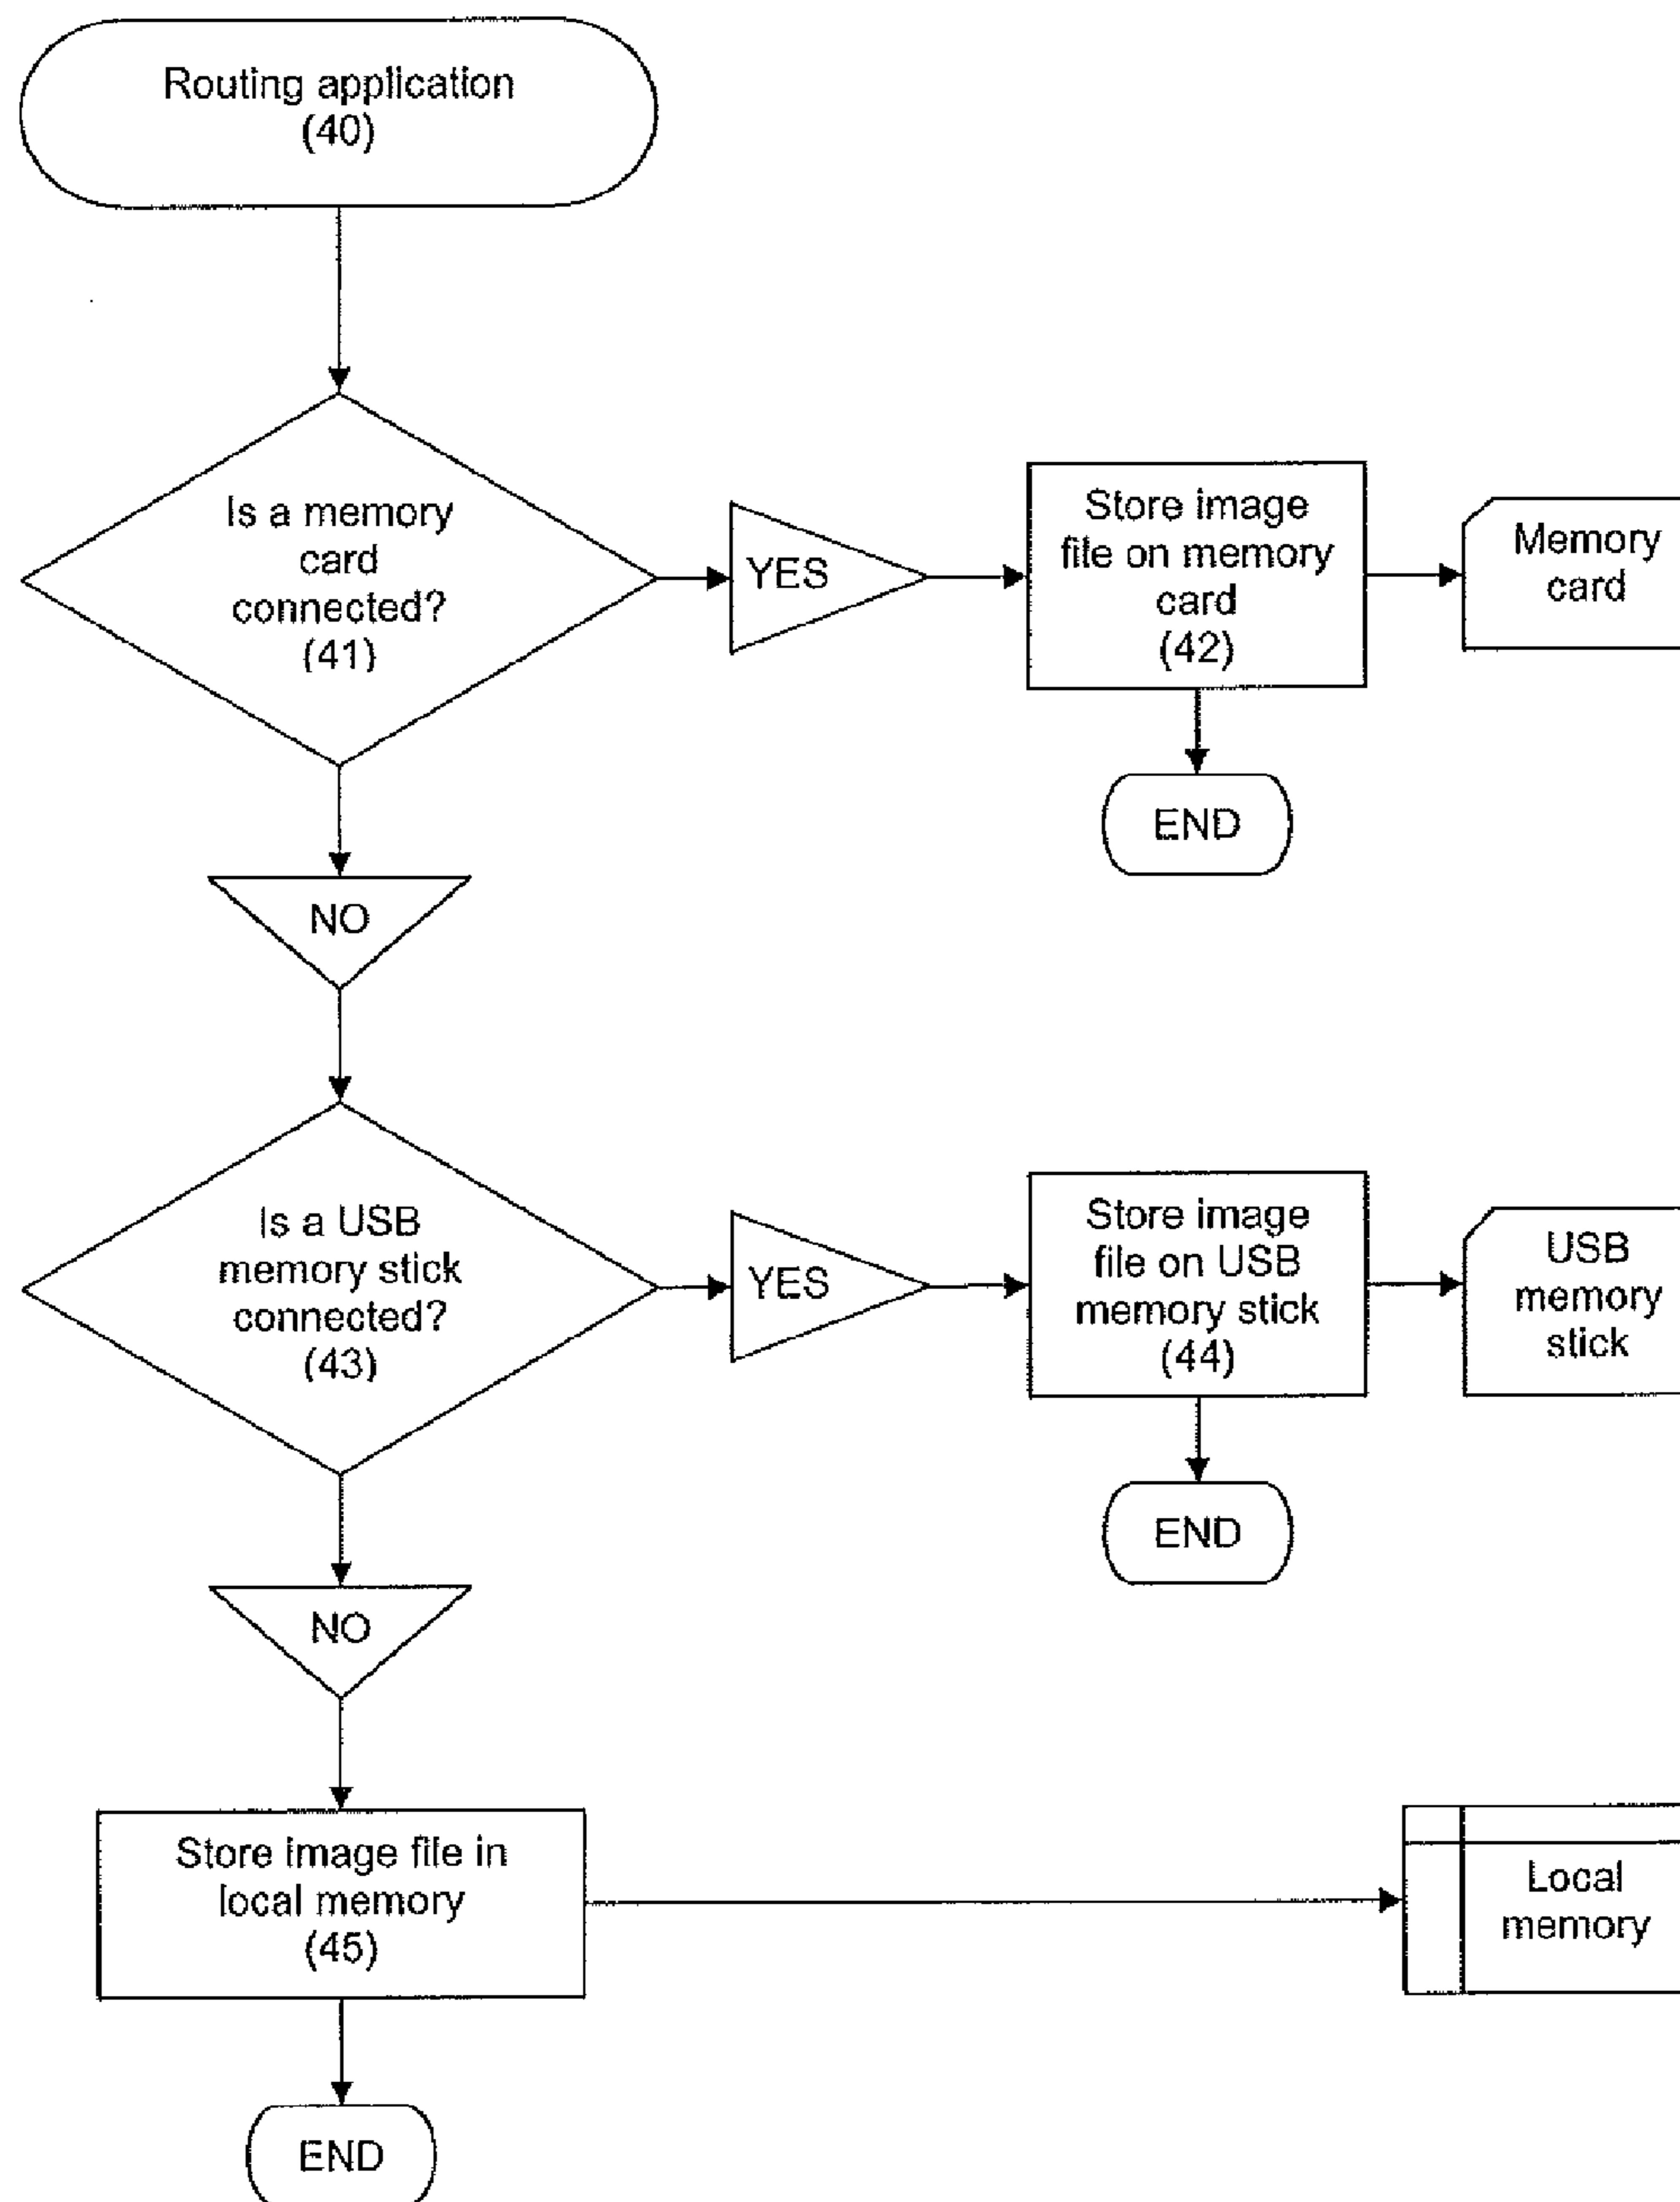 Routing application
(40)
Is a memory
card
connected?
(41)
YES
Store image
file on memory
card
(42)
Memory
card
END
NO
Is a USB
memory stick
connected?
(43)
YES
Store image
file on USB
memory stick
(44)
USB
memory
stick
END
NO
Store image file in
local memory
(45)
Local
memory
END